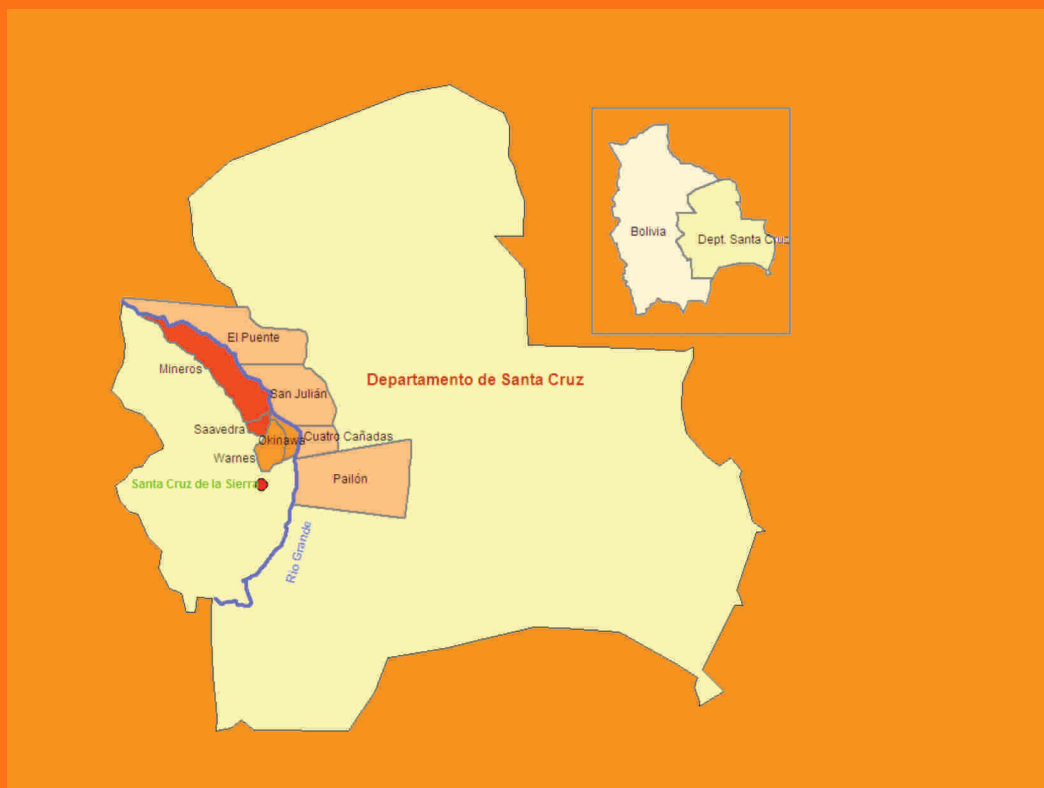 Bolivia
Dept. Santa Cruz
El Puente
Mineros
Departamento de Santa Cruz
San Julián
Saavedra
Okinawa
Cuatro Cañadas
Warnes
Pailón
Santa Cruz de la Sierra
Rio Grande